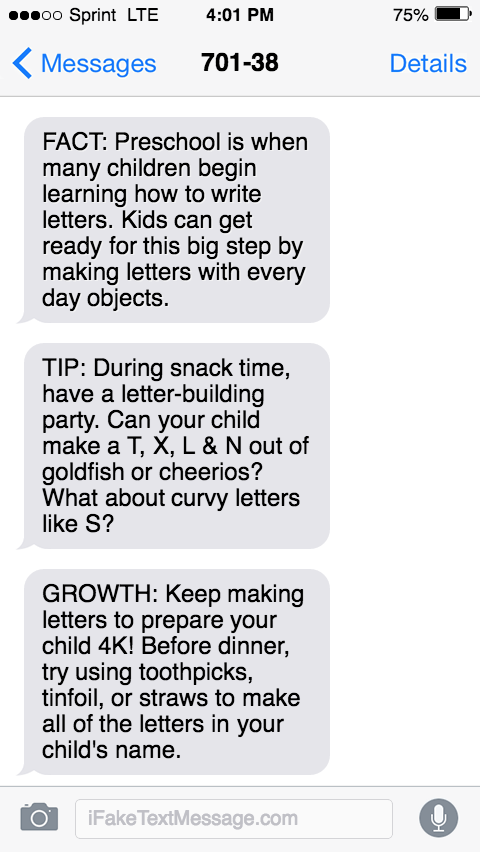 Sprint LTE 4:01 PM 75%
Messages 701-38 Details
FACT: Preschool is when
many children begin
learning how to write
letters. Kids can get
ready for this big step by
making letters with every
day objects.
TIP: During snack time,
have a letter-building
party. Can your child
make a T, X, L & N out of
goldfish or cheerios?
What about curvy letters
like S?
GROWTH: Keep making
letters to prepare your
child 4K! Before dinner,
try using toothpicks,
tinfoil, or straws to make
all of the letters in your
child's name.
iFakeTextMessage.com